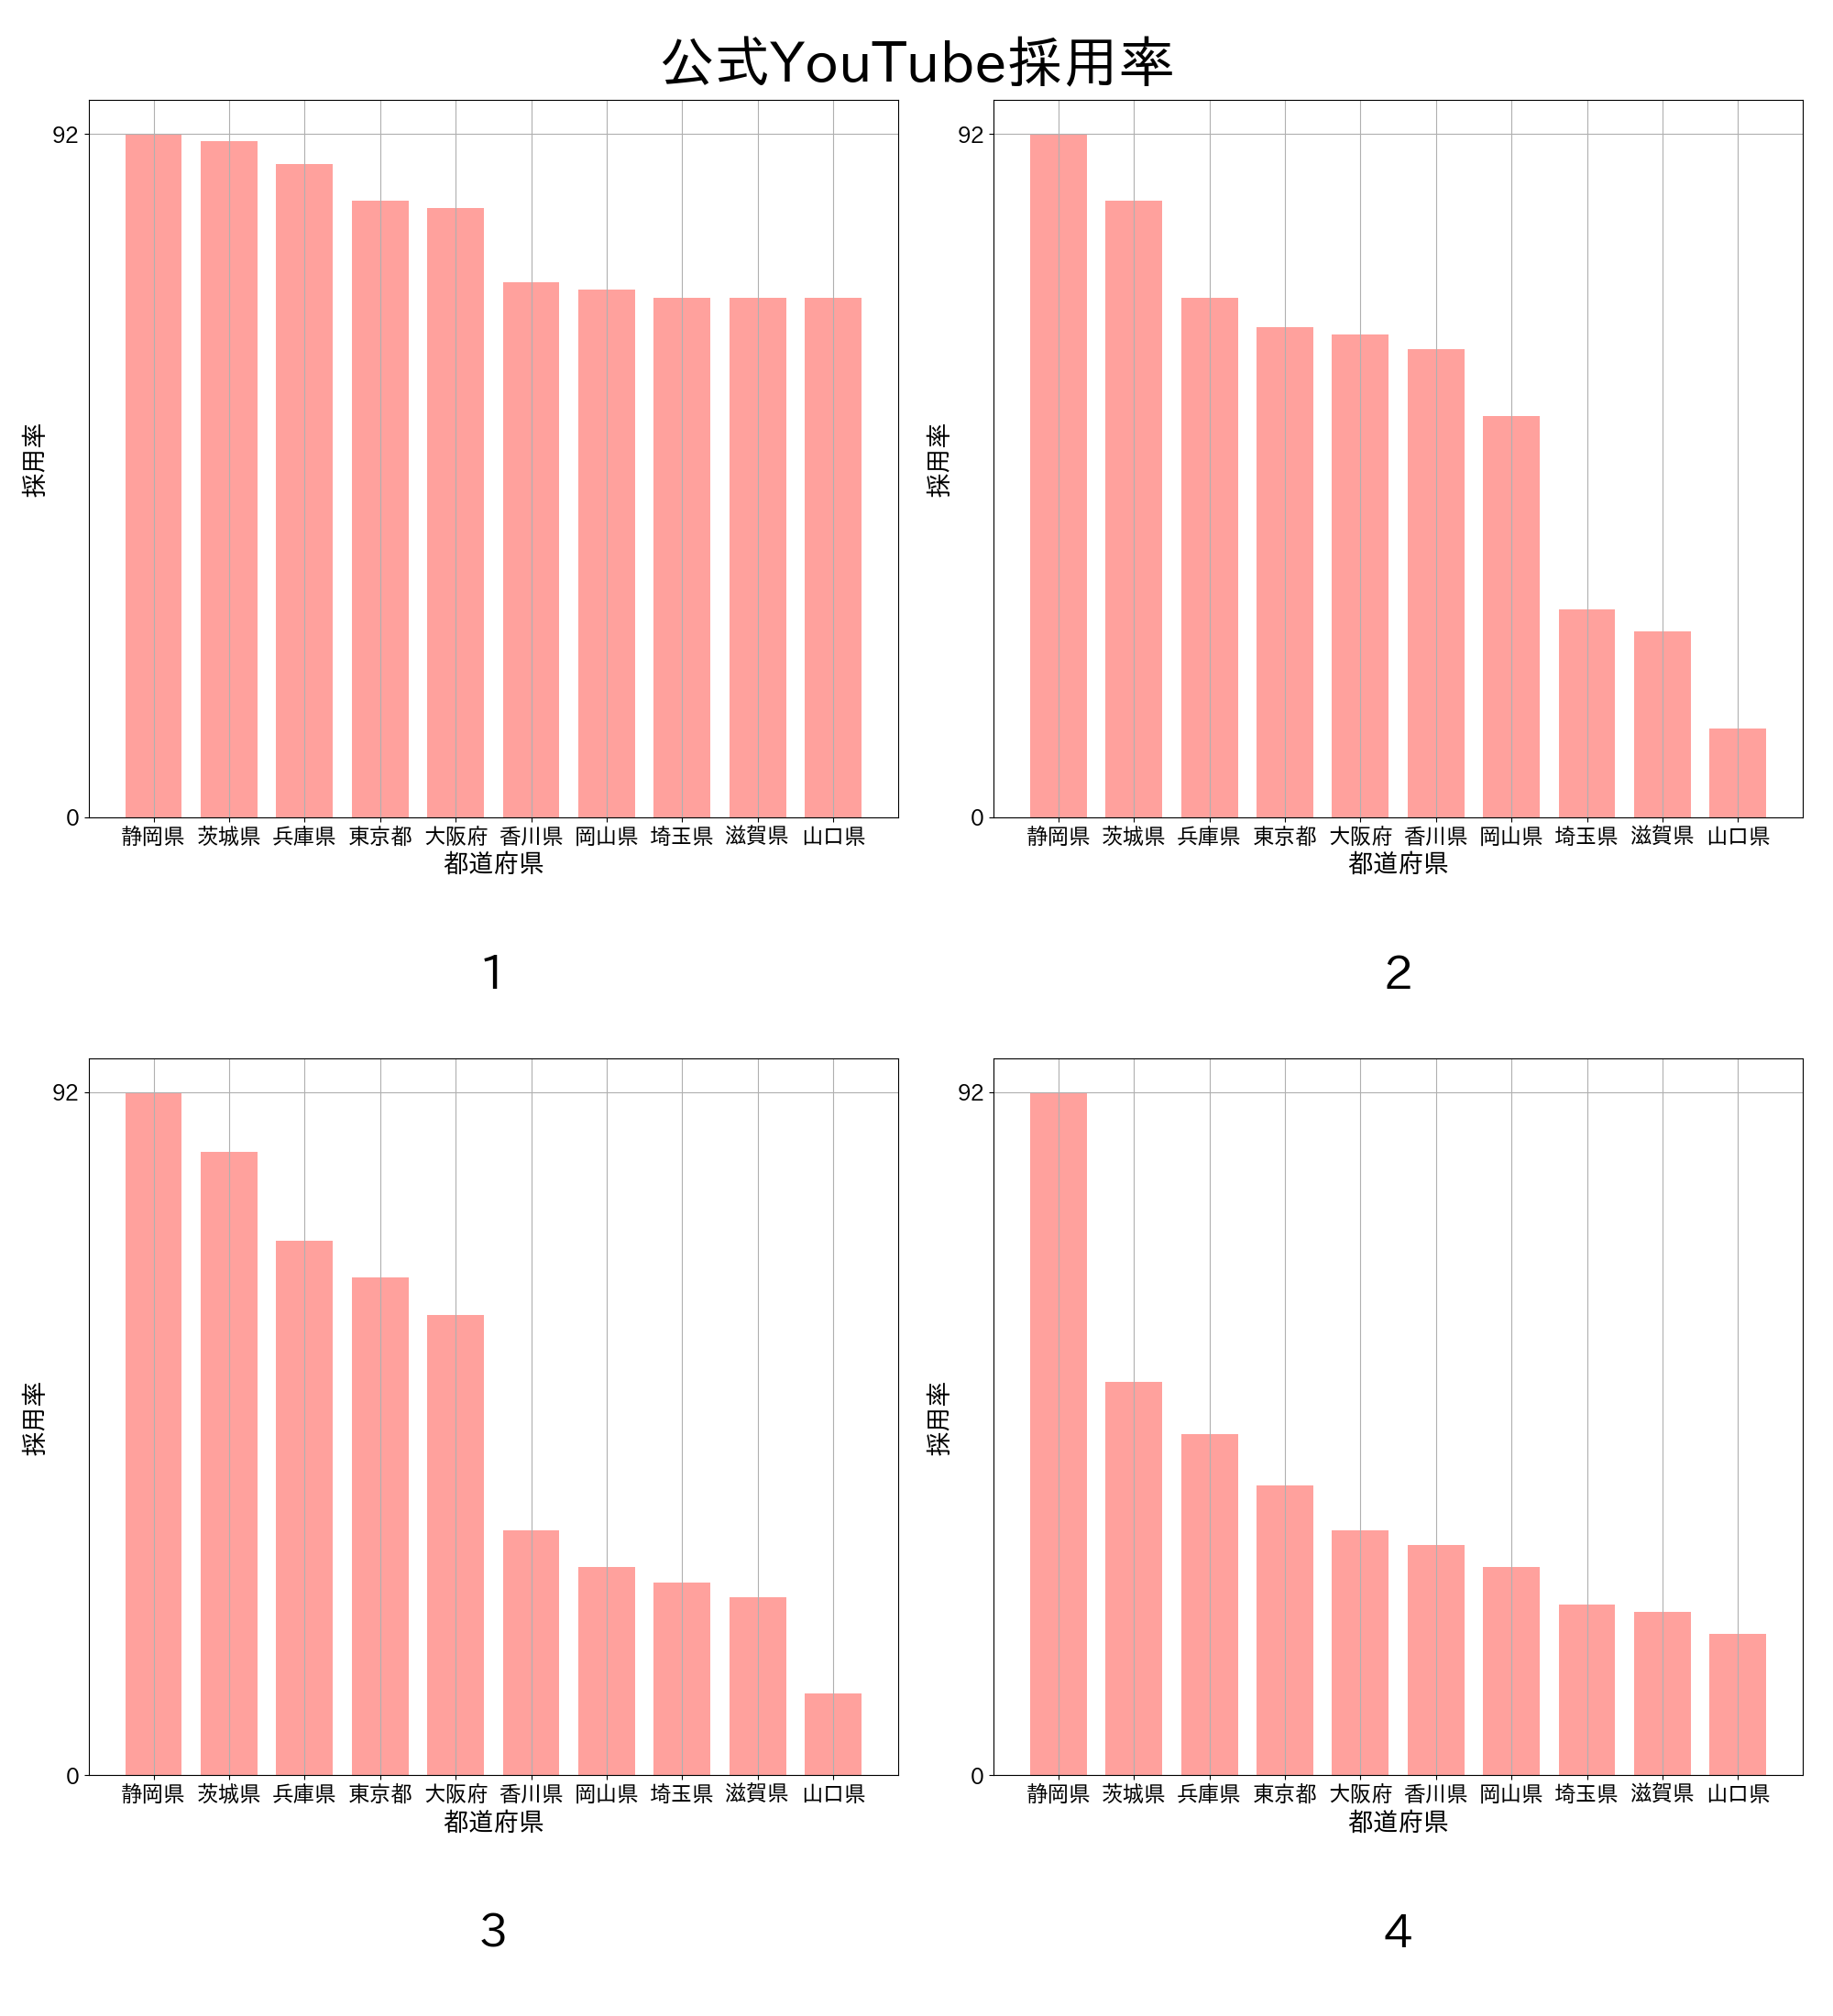 公式YouTube採用率
92
0
採用率
静岡県 茨城県 兵庫県 東京都 大阪府 香川県 岡山県 埼玉県 滋賀県 山口県
都道府県
1
92
0
採用率
静岡県 茨城県 兵庫県 東京都 大阪府 香川県 岡山県 埼玉県 滋賀県 山口県
都道府県
2
92
0
採用率
静岡県 茨城県 兵庫県 東京都 大阪府 香川県 岡山県 埼玉県 滋賀県 山口県
都道府県
3
92
0
採用率
静岡県 茨城県 兵庫県 東京都 大阪府 香川県 岡山県 埼玉県 滋賀県 山口県
都道府県
4